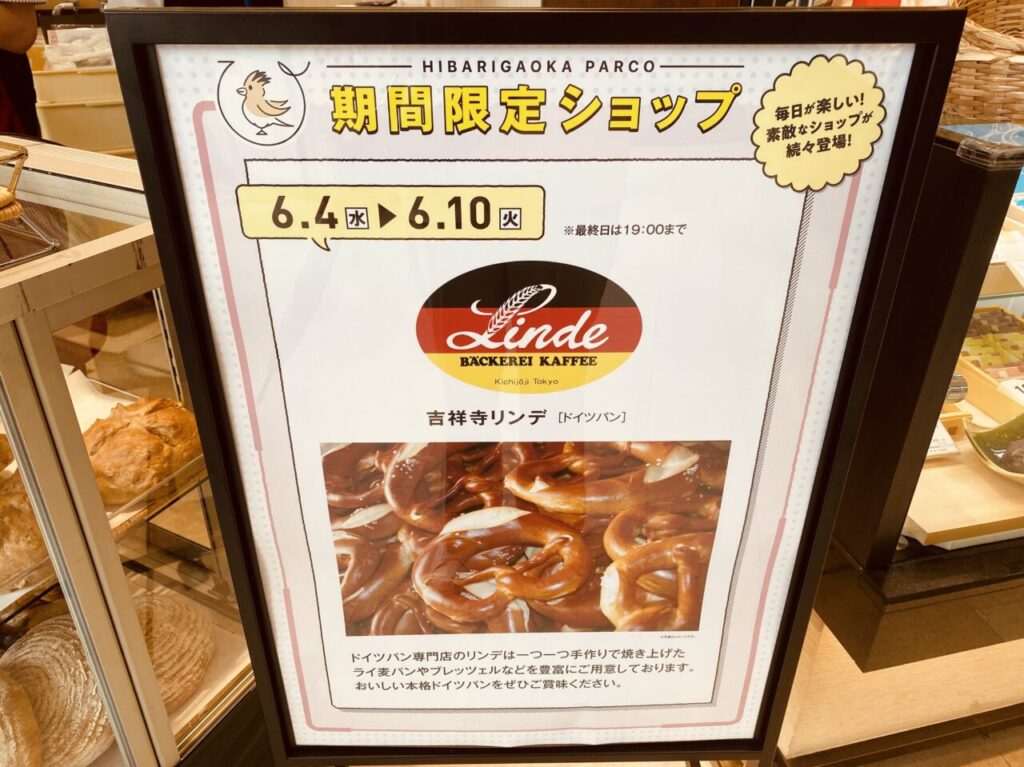 HIBARIGAOKA PARCO
期間限定ショップ
毎日が楽しい!
素敵なショップが
続々登場!
6.4水▶6.10火
※最終日は19:00まで
Linde
BÄCKEREI KAFFEE
Kichijōji Tokyo
吉祥寺リンデ [ドイツパン]
ドイツパン専門店のリンデは一つ一つ手作りで焼き上げた
ライ麦パンやブレッツェルなどを豊富にご用意しております。
おいしい本格ドイツパンをぜひご賞味ください。